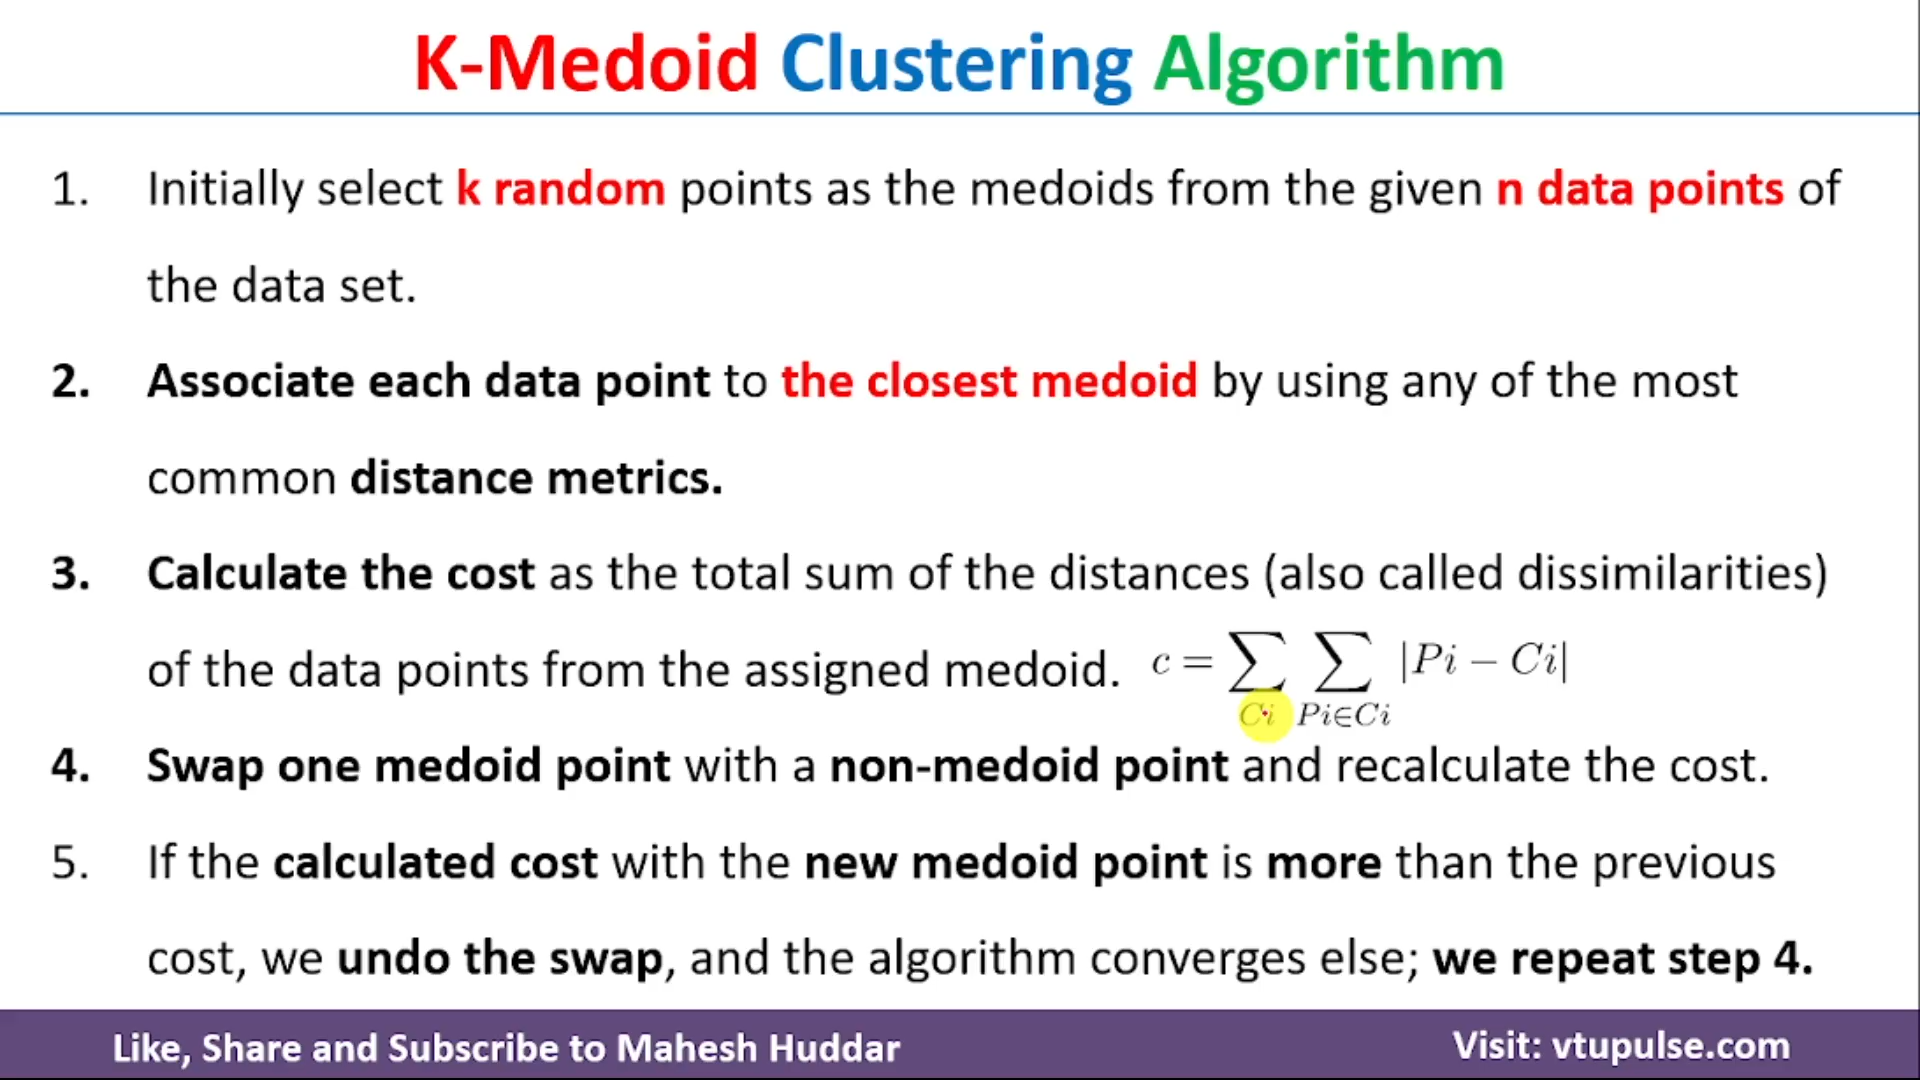 K-Medoid Clustering Algorithm
1. Initially select k random points as the medoids from the given n data points of
the data set.
2. Associate each data point to the closest medoid by using any of the most
common distance metrics.
3. Calculate the cost as the total sum of the distances (also called dissimilarities)
of the data points from the assigned medoid. c = ∑ ∑ |Pi − Ci|
Ci Pi∈Ci
4. Swap one medoid point with a non-medoid point and recalculate the cost.
5. If the calculated cost with the new medoid point is more than the previous
cost, we undo the swap, and the algorithm converges else; we repeat step 4.
Like, Share and Subscribe to Mahesh Huddar
Visit: vtupulse.com